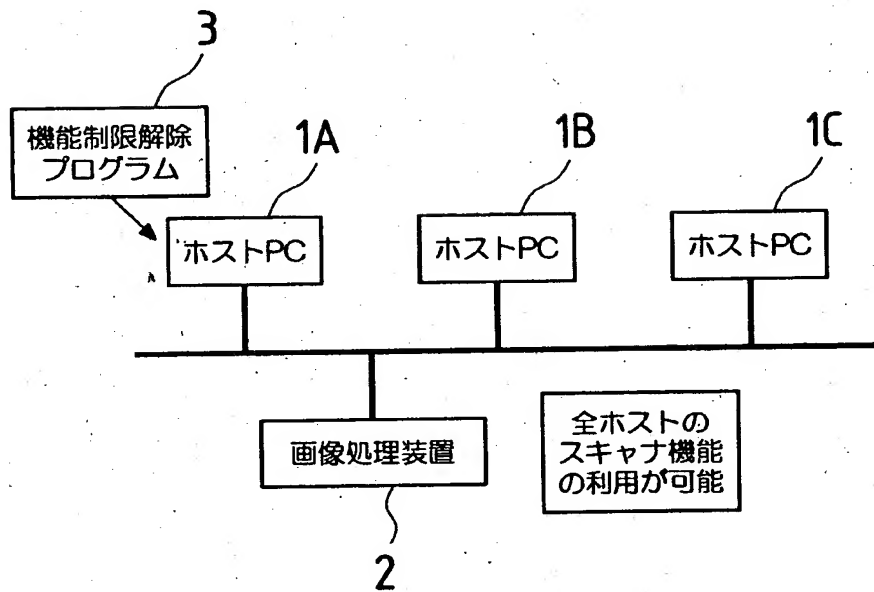 3
機能制限解除
プログラム
1A
1B
1C
ホストPC
ホストPC
ホストPC
画像処理装置
全ホストの
スキャナ機能
の利用が可能
2